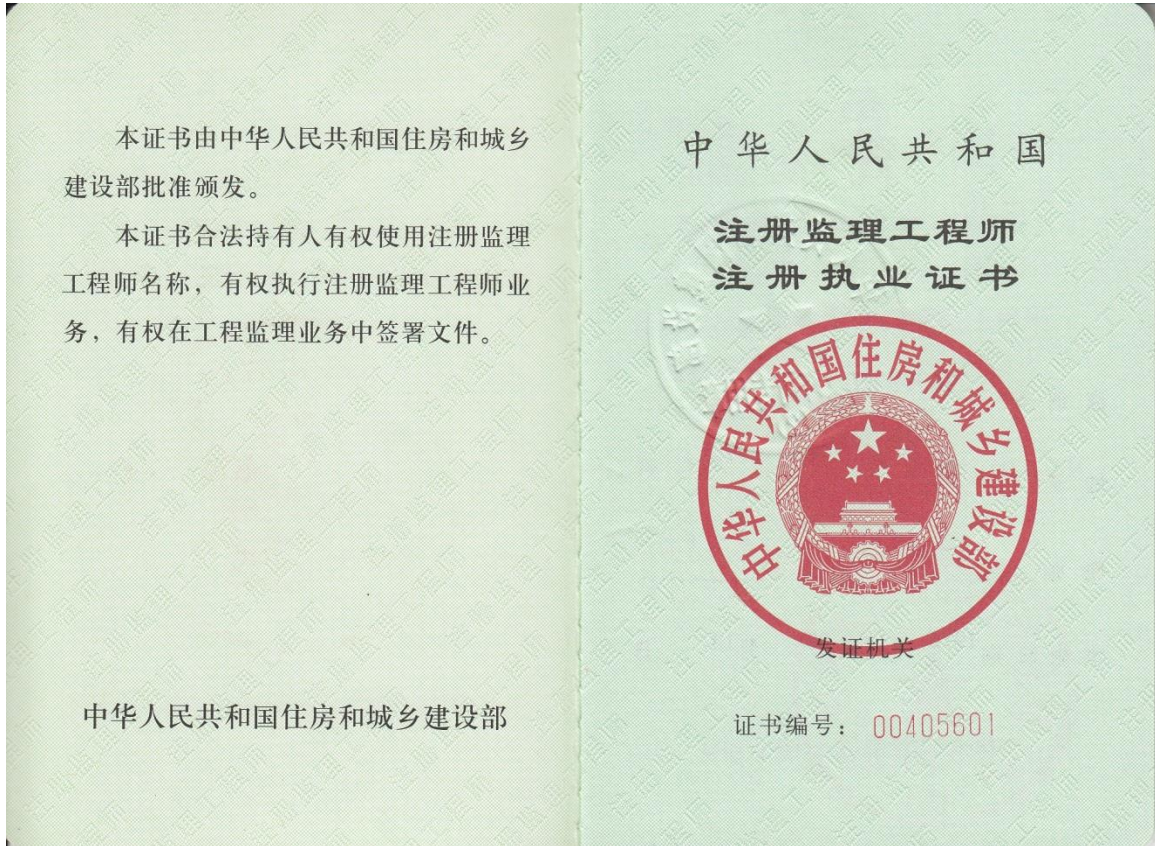 本证书由中华人民共和国住房和城乡
建设部批准颁发。
本证书合法持有人有权使用注册监理
工程师名称，有权执行注册监理工程师业
务，有权在工程监理业务中签署文件。
中华人民共和国住房和城乡建设部
中华人民共和国
注册监理工程师
注册执业证书
中华人民共和国住房和城乡建设部
发证机关
证书编号：00405601